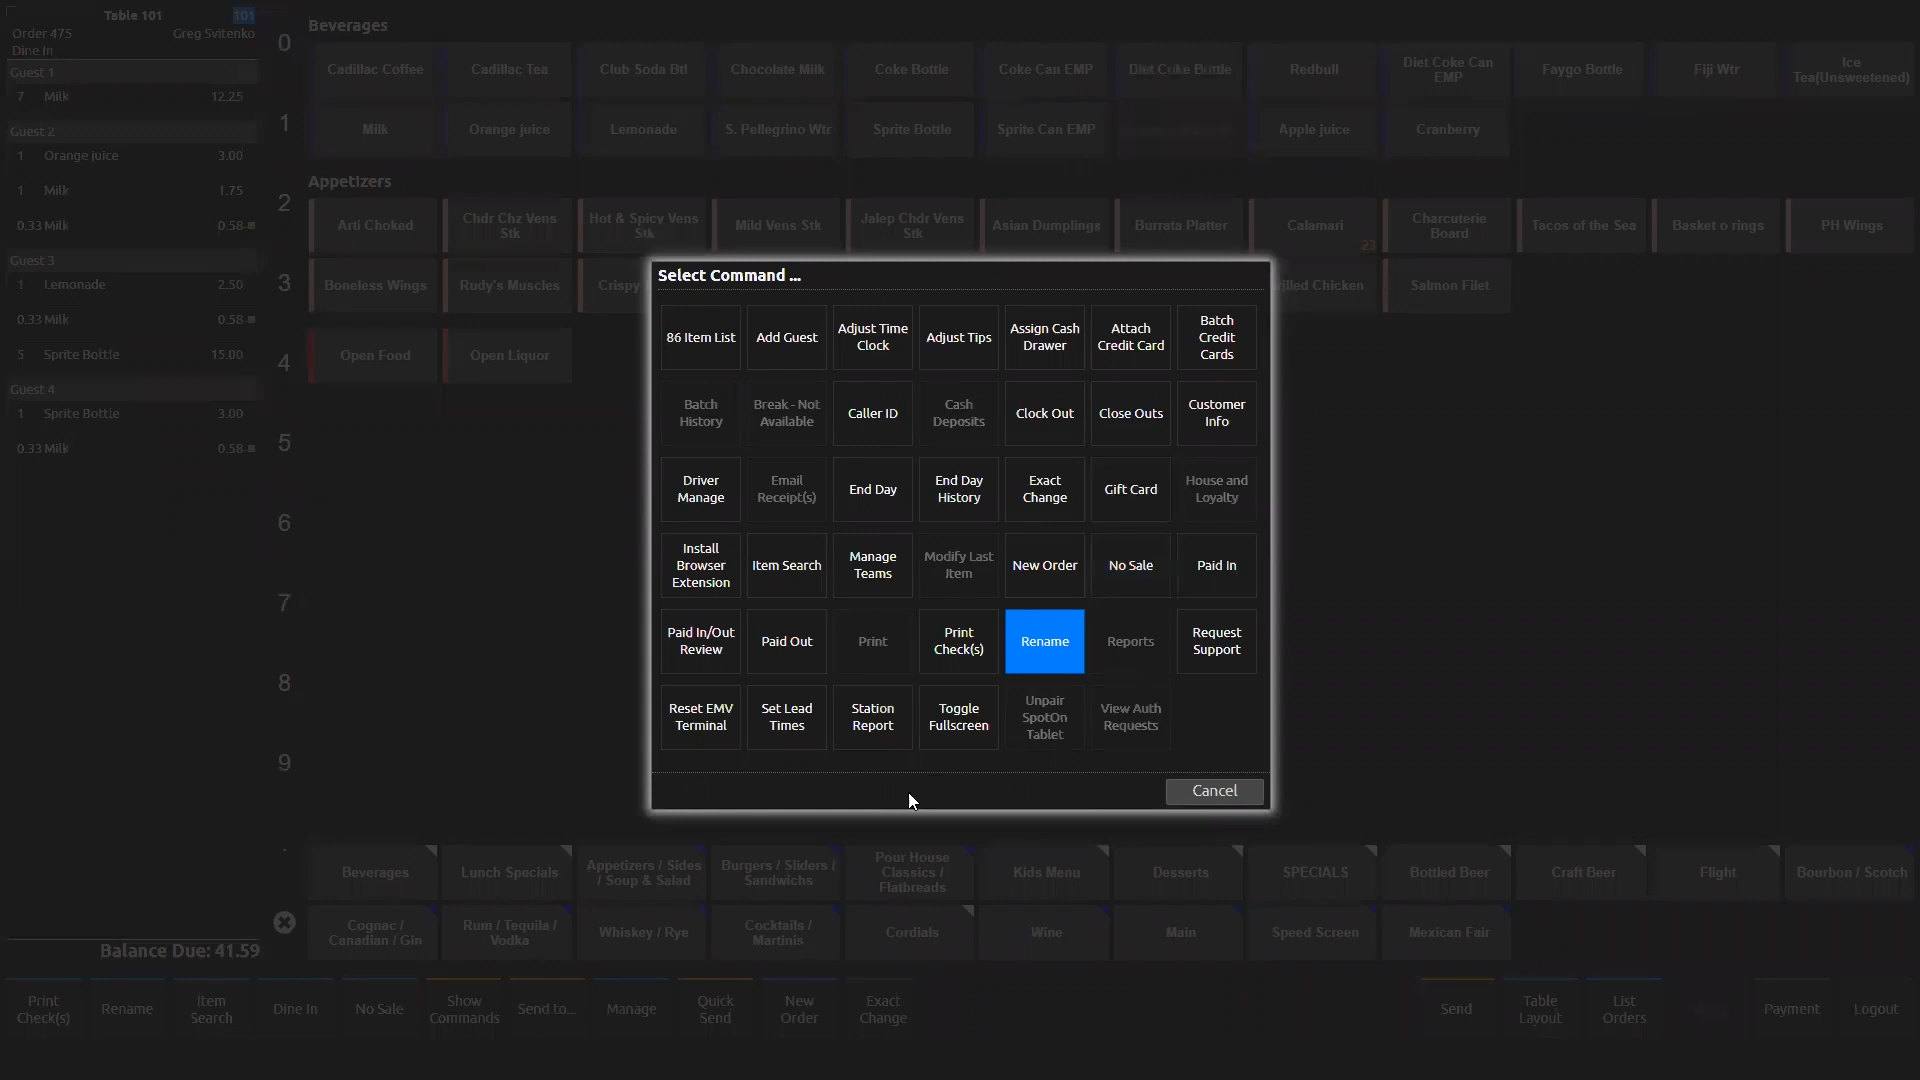 Table 101
101
Order 475
Greg Svitenko
Dine In
Guest 1
7 Milk 12.25
Guest 2
1 Orange juice 3.00
1 Milk 1.75
0.33 Milk 0.58
Guest 3
1 Lemonade 2.50
0.33 Milk 0.58
5 Sprite Bottle 15.00
Guest 4
1 Sprite Bottle 3.00
0.33 Milk 0.58
Balance Due: 41.59
0
1
2
3
4
5
6
7
8
9
.
Beverages
Cadillac Coffee
Cadillac Tea
Club Soda Btl
Chocolate Milk
Coke Bottle
Coke Can EMP
Diet Coke Bottle
Redbull
Diet Coke Can
EMP
Faygo Bottle
Fiji Wtr
Ice
Tea(Unsweetened)
Milk
Orange juice
Lemonade
S. Pellegrino Wtr
Sprite Bottle
Sprite Can EMP
Apple juice
Cranberry
Appetizers
Arti Choked
Chdr Chz Vens
Stk
Hot & Spicy Vens
Stk
Mild Vens Stk
Jalep Chdr Vens
Stk
Asian Dumplings
Burrata Platter
Calamari
23
Charcuterie
Board
Tacos of the Sea
Basket o rings
PH Wings
Boneless Wings
Rudy's Muscles
Crispy
illed Chicken
Salmon Filet
Open Food
Open Liquor
Select Command ...
86 Item List
Add Guest
Adjust Time
Clock
Adjust Tips
Assign Cash
Drawer
Attach
Credit Card
Batch
Credit
Cards
Batch
History
Break - Not
Available
Caller ID
Cash
Deposits
Clock Out
Close Outs
Customer
Info
Driver
Manage
Email
Receipt(s)
End Day
End Day
History
Exact
Change
Gift Card
House and
Loyalty
Install
Browser
Extension
Item Search
Manage
Teams
Modify Last
Item
New Order
No Sale
Paid In
Paid In/Out
Review
Paid Out
Print
Print
Check(s)
Rename
Reports
Request
Support
Reset EMV
Terminal
Set Lead
Times
Station
Report
Toggle
Fullscreen
Unpair
SpotOn
Tablet
View Auth
Requests
Cancel
Beverages
Lunch Specials
Appetizers / Sides
/ Soup & Salad
Burgers / Sliders /
Sandwichs
Pour House
Classics /
Flatbreads
Kids Menu
Desserts
SPECIALS
Bottled Beer
Craft Beer
Flight
Bourbon / Scotch
Cognac /
Canadian / Gin
Rum / Tequila /
Vodka
Whiskey / Rye
Cocktails /
Martinis
Cordials
Wine
Main
Speed Screen
Mexican Fair
Print
Check(s)
Rename
Item
Search
Dine In
No Sale
Show
Commands
Send to...
Manage
Quick
Send
New
Order
Exact
Change
Send
Table
Layout
List
Orders
Payment
Logout